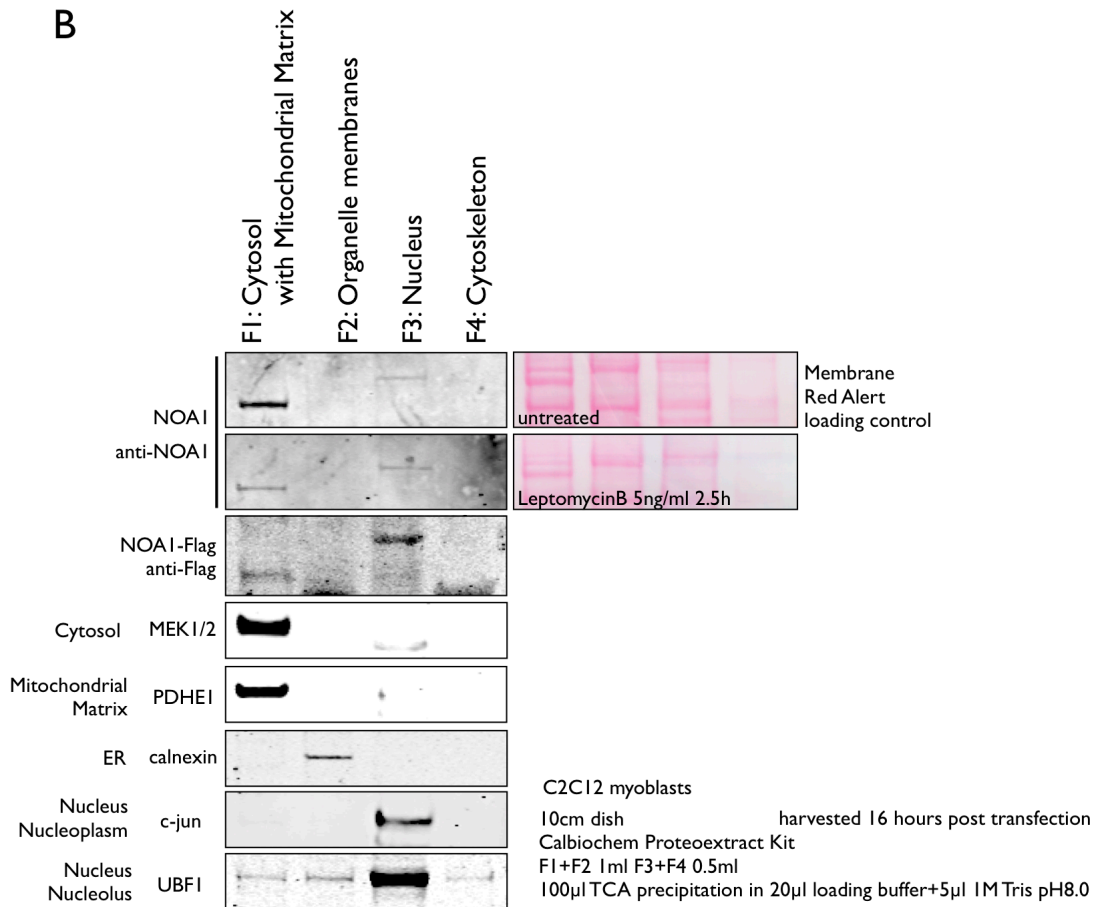 B
F1: Cytosol
with Mitochondrial Matrix
F2: Organelle membranes
F3: Nucleus
F4: Cytoskeleton
NOA1
anti-NOA1
untreated
Membrane
Red Alert
loading control
LeptomycinB 5ng/ml 2.5h
NOA1-Flag
anti-Flag
Cytosol MEK1/2
Mitochondrial
Matrix
PDHE1
ER calnexin
Nucleus
Nucleoplasm
c-jun
Nucleus
Nucleolus
UBF1
C2C12 myoblasts
10cm dish harvested 16 hours post transfection
Calbiochem Proteoextract Kit
F1+F2 1ml F3+F4 0.5ml
100µl TCA precipitation in 20µl loading buffer+5µl 1M Tris pH8.0